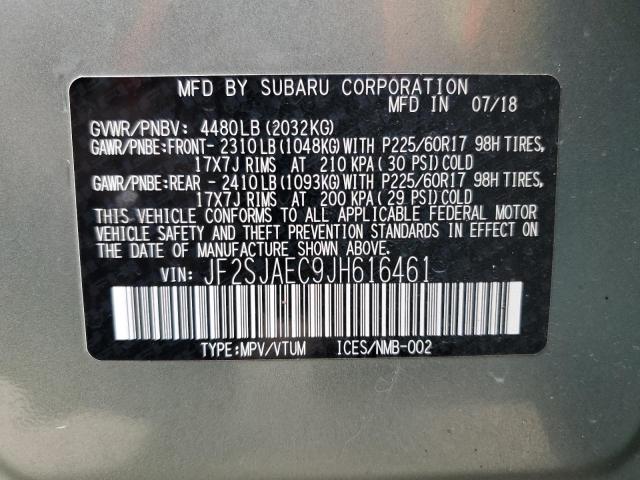 MFD BY SUBARU CORPORATION
MFD IN 07/18
GVWR/PNBV: 4480LB(2032KG)
GAWR/PNBE:FRONT- 2310LB(1048KG)WITH P225/60R17 98H TIRES,
17X7J RIMS AT 210 KPA(30 PSI)COLD
GAWR/PNBE:REAR - 2410LB(1093KG)WITH P225/60R17 98H TIRES,
17X7J RIMS AT 200 KPA(29 PSI)COLD
THIS VEHICLE CONFORMS TO ALL APPLICABLE FEDERAL MOTOR
VEHICLE SAFETY AND THEFT PREVENTION STANDARDS IN EFFECT
ON THE DATE OF MANUFACTURE SHOWN ABOVE.
VIN: JF2SJAEC9JH616461
TYPE:MPV/VTUM ICES/NMB-002